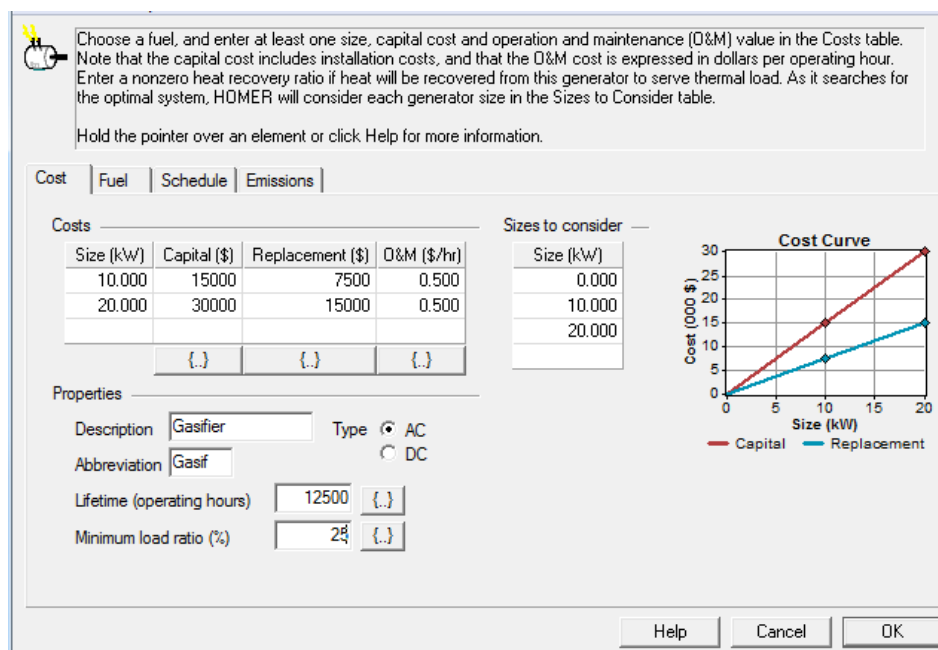 Choose a fuel, and enter at least one size, capital cost and operation and maintenance (O&M) value in the Costs table.
Note that the capital cost includes installation costs, and that the O&M cost is expressed in dollars per operating hour.
Enter a nonzero heat recovery ratio if heat will be recovered from this generator to serve thermal load. As it searches for
the optimal system, HOMER will consider each generator size in the Sizes to Consider table.
Hold the pointer over an element or click Help for more information.
Cost Fuel Schedule Emissions
Costs
Size (kW) Capital ($) Replacement ($) O&M ($/hr)
10.000 15000 7500 0.500
20.000 30000 15000 0.500
{..} {..} {..}
Sizes to consider
Size (kW)
0.000
10.000
20.000
Cost Curve
Cost (000 $)
30
25
20
15
10
5
0
0 5 10 15 20
Size (kW)
Capital Replacement
Properties
Description Gasifier Type AC
DC
Abbreviation Gasif
Lifetime (operating hours) 12500 {..}
Minimum load ratio (%) 25 {..}
Help Cancel OK